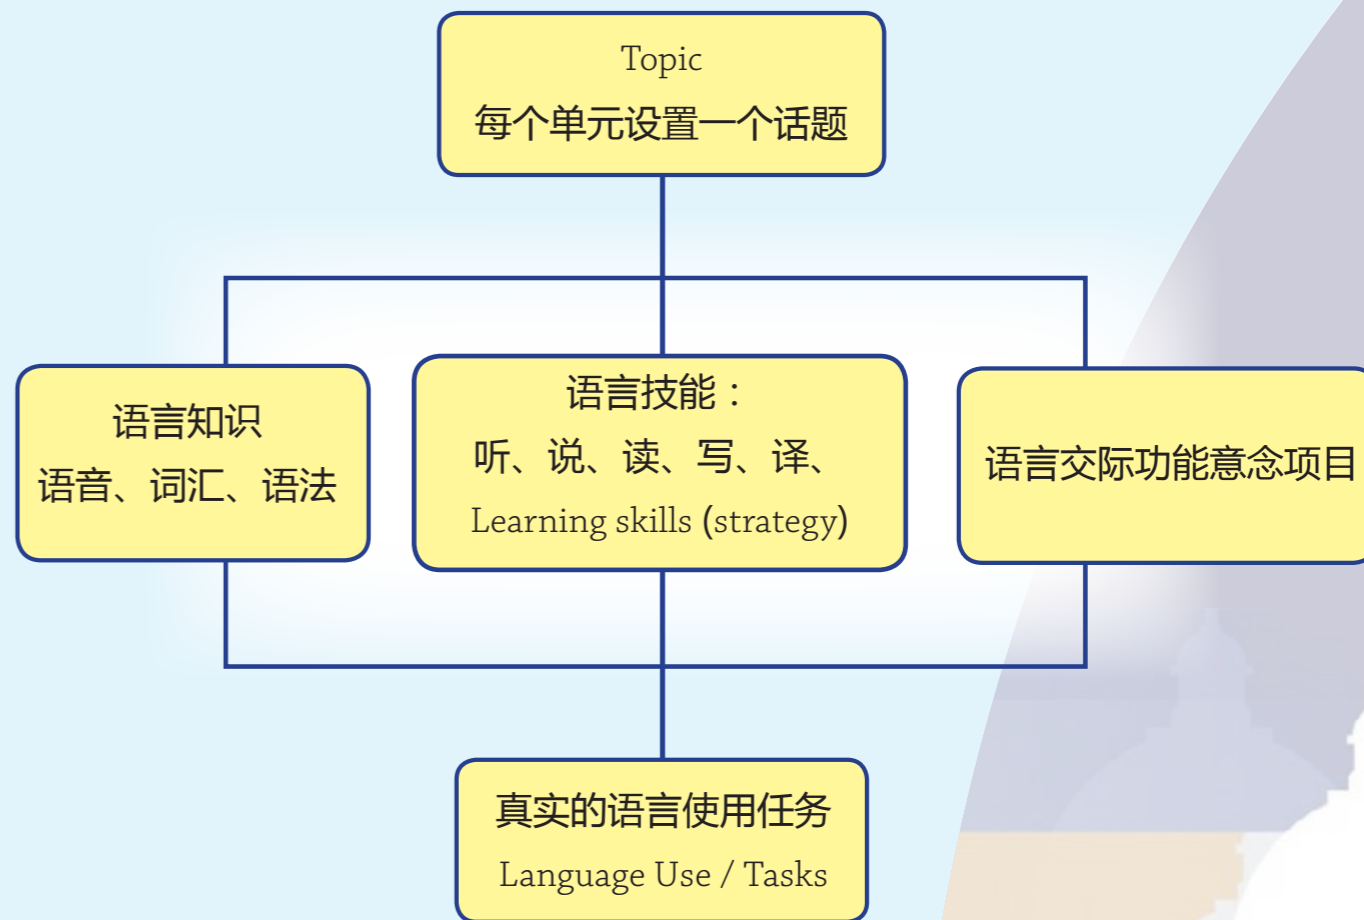 Topic
每个单元设置一个话题
语言知识
语音、词汇、语法
语言技能：
听、说、读、写、译、
Learning skills (strategy)
语言交际功能意念项目
真实的语言使用任务
Language Use / Tasks